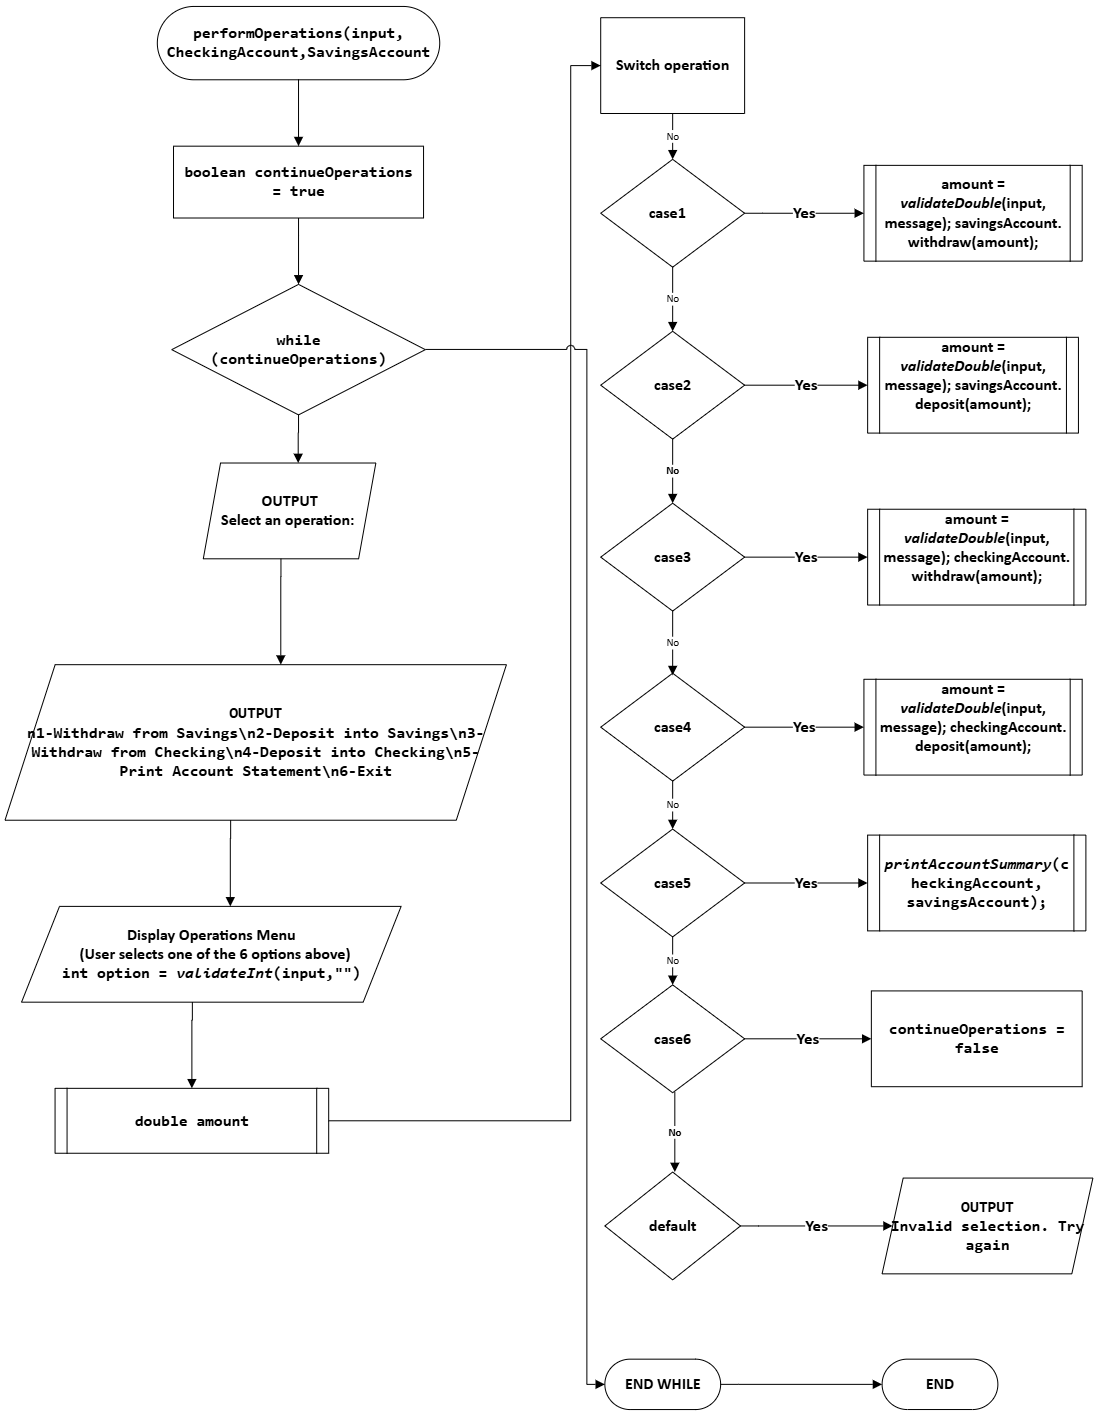 performOperations(input,
CheckingAccount,SavingsAccount
boolean continueOperations
= true
while
(continueOperations)
OUTPUT
Select an operation:
OUTPUT
n1-Withdraw from Savings\n2-Deposit into Savings\n3-
Withdraw from Checking\n4-Deposit into Checking\n5-
Print Account Statement\n6-Exit
Display Operations Menu
(User selects one of the 6 options above)
int option = validateInt(input,"")
double amount
Switch operation
No
case1
Yes
amount =
validateDouble(input,
message); savingsAccount.
withdraw(amount);
No
case2
Yes
amount =
validateDouble(input,
message); savingsAccount.
deposit(amount);
No
case3
Yes
amount =
validateDouble(input,
message); checkingAccount.
withdraw(amount);
No
case4
Yes
amount =
validateDouble(input,
message); checkingAccount.
deposit(amount);
No
case5
Yes
printAccountSummary(c
heckingAccount,
savingsAccount);
No
case6
Yes
continueOperations =
false
No
default
Yes
OUTPUT
Invalid selection. Try
again
END WHILE
END